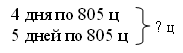 4 дня по 805 ц
5 дней по 805 ц
? ц